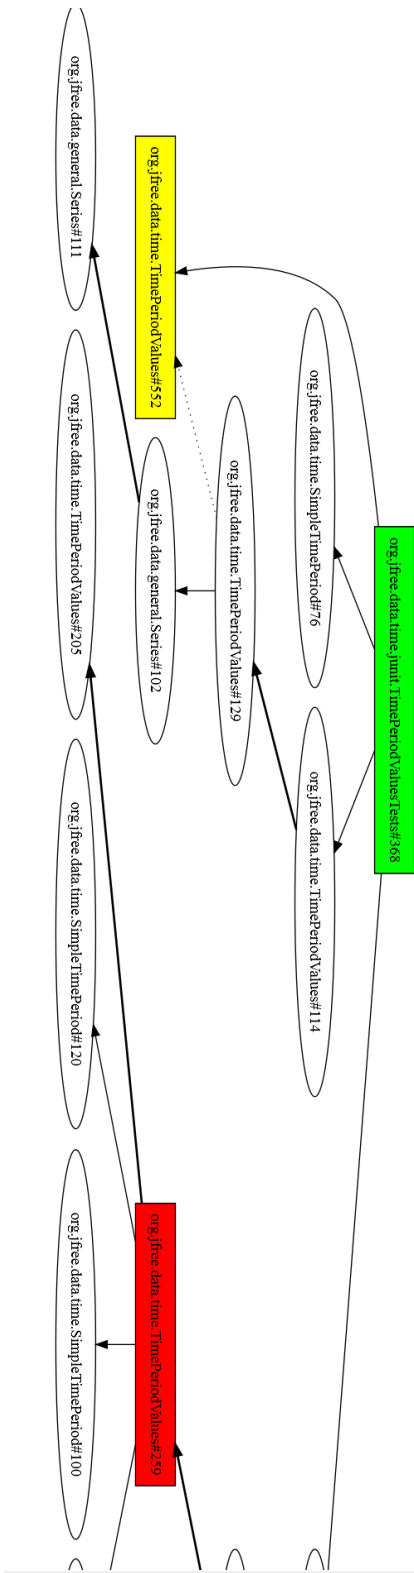 org.jfree.data.time.junit.TimePeriodValuesTests#368
org.jfree.data.time.SimpleTimePeriod#76
org.jfree.data.time.TimePeriodValues#114
org.jfree.data.time.TimePeriodValues#129
org.jfree.data.time.TimePeriodValues#552
org.jfree.data.general.Series#102
org.jfree.data.time.TimePeriodValues#259
org.jfree.data.general.Series#111
org.jfree.data.time.TimePeriodValues#205
org.jfree.data.time.SimpleTimePeriod#120
org.jfree.data.time.SimpleTimePeriod#100